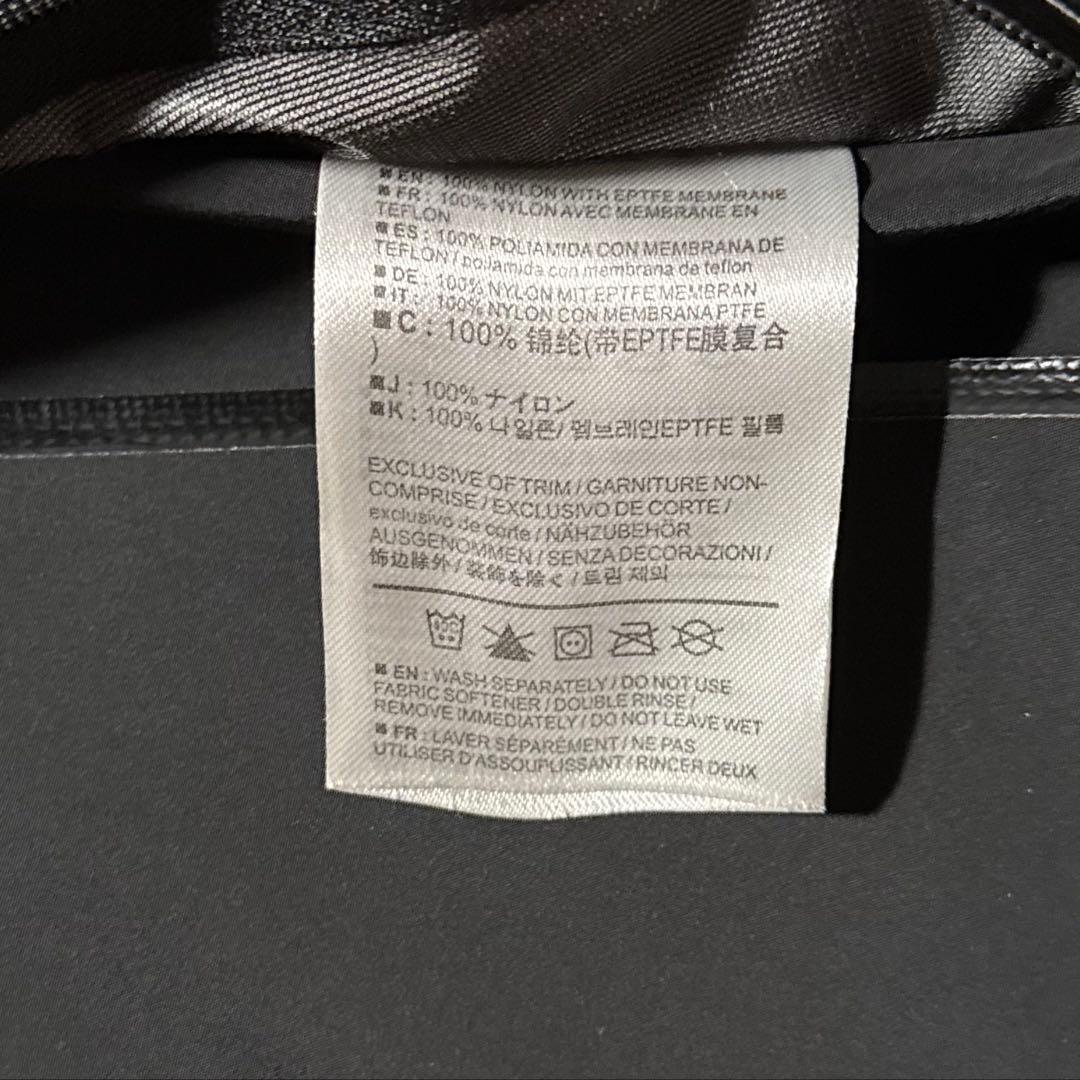 EN : 100% NYLON WITH EPTFE MEMBRANE
FR : 100% NYLON AVEC MEMBRANE EN
TEFLON
ES : 100% POLIAMIDA CON MEMBRANA DE
TEFLON / poliamida con membrana de teflon
DE : 100% NYLON MIT EPTFE MEMBRAN
IT : 100% NYLON CON MEMBRANA PTFE
C : 100% 锦纶(带EPTFE膜复合
)
J : 100% ナイロン
K : 100% 나일론/ 멤브레인EPTFE 필름
EXCLUSIVE OF TRIM / GARNITURE NON-
COMPRISE / EXCLUSIVO DE CORTE /
exclusivo de corte / NÄHZUBEHÖR
AUSGENOMMEN / SENZA DECORAZIONI /
饰边除外 / 装飾を除く / 트림 제외
EN : WASH SEPARATELY / DO NOT USE
FABRIC SOFTENER / DOUBLE RINSE /
REMOVE IMMEDIATELY / DO NOT LEAVE WET
FR : LAVER SÉPARÉMENT / NE PAS
UTILISER D'ASSOUPLISSANT / RINCER DEUX